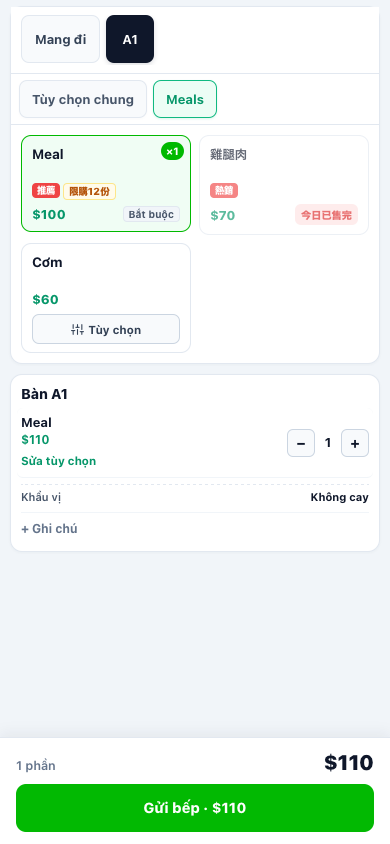 Mang đi
A1
Tùy chọn chung
Meals
Meal
×1
推薦
限購12份
$100
Bắt buộc
雞腿肉
熱銷
$70
今日已售完
Cơm
$60
Tùy chọn
Bàn A1
Meal
$110
Sửa tùy chọn
− 1 +
Khẩu vị
Không cay
+ Ghi chú
1 phần
$110
Gửi bếp · $110